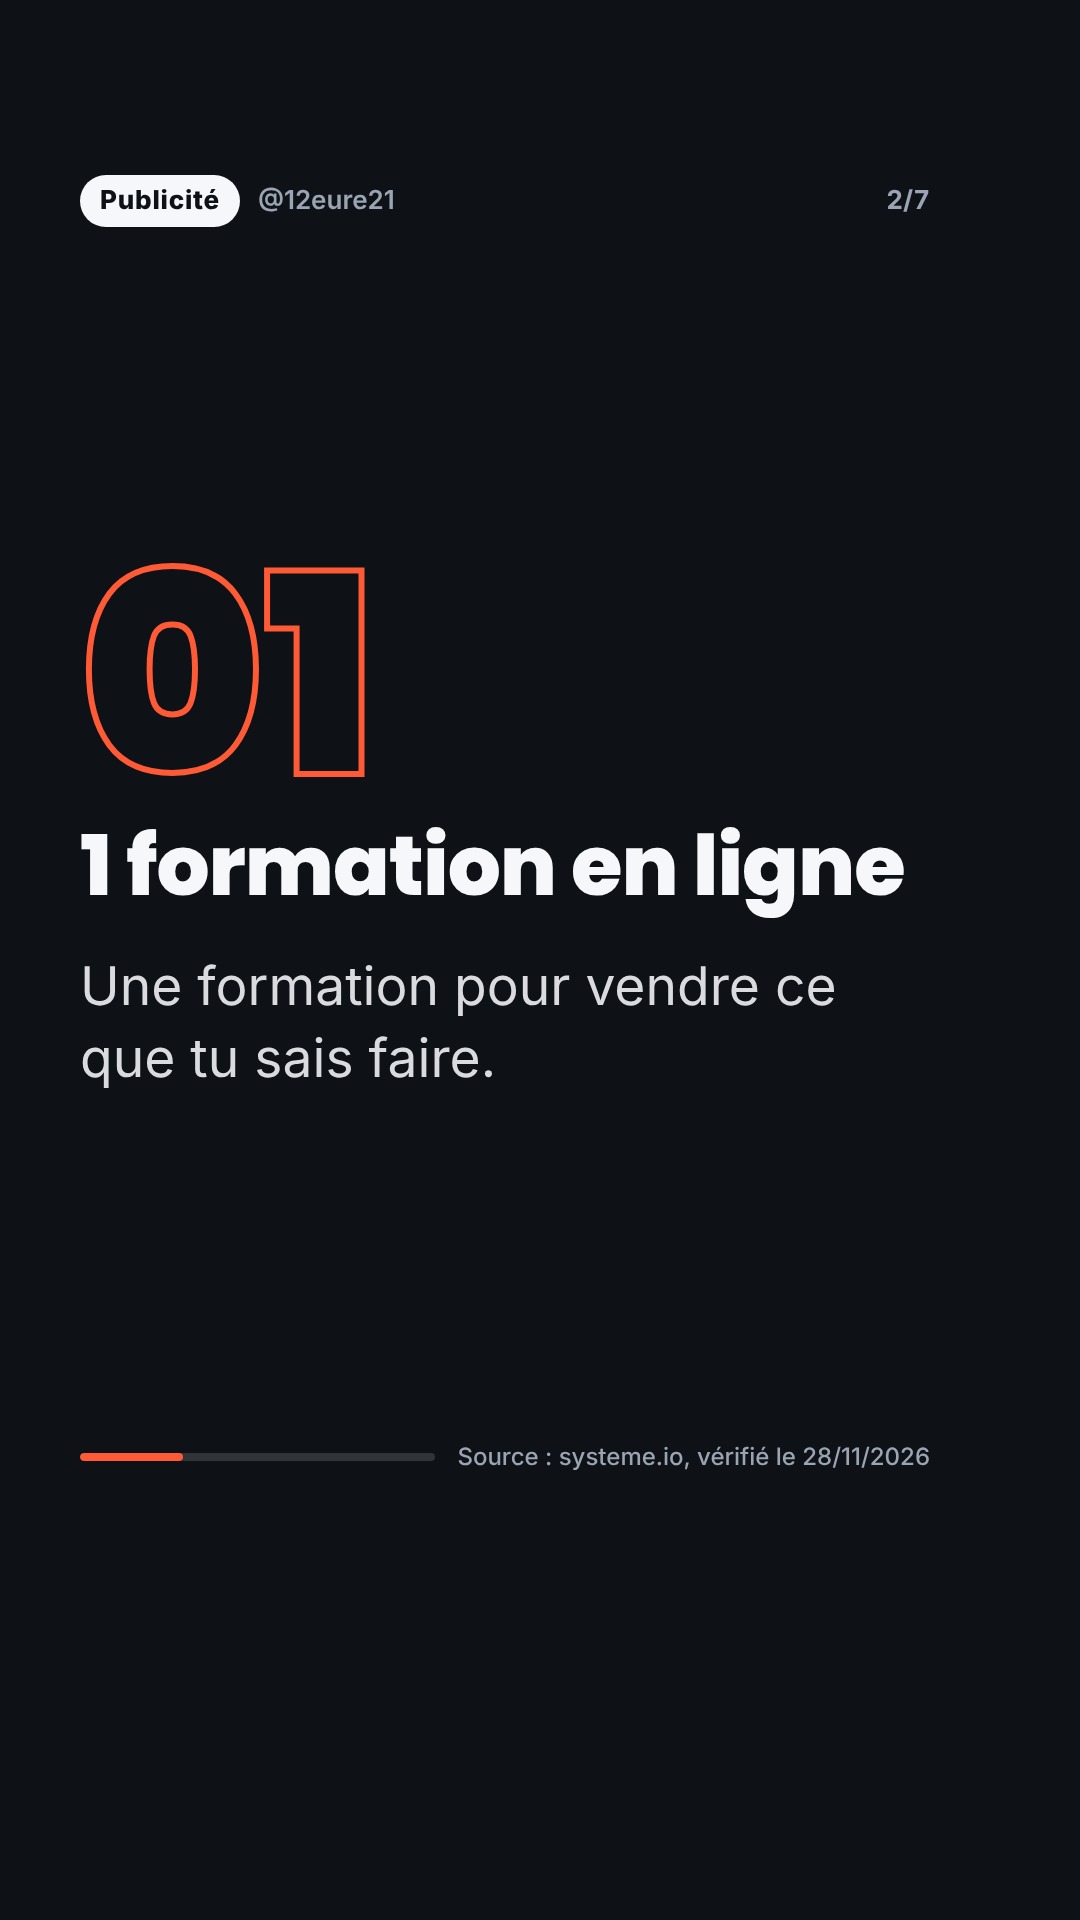 Publicité @12eure21 2/7
01
1 formation en ligne
Une formation pour vendre ce
que tu sais faire.
Source : systeme.io, vérifié le 28/11/2026